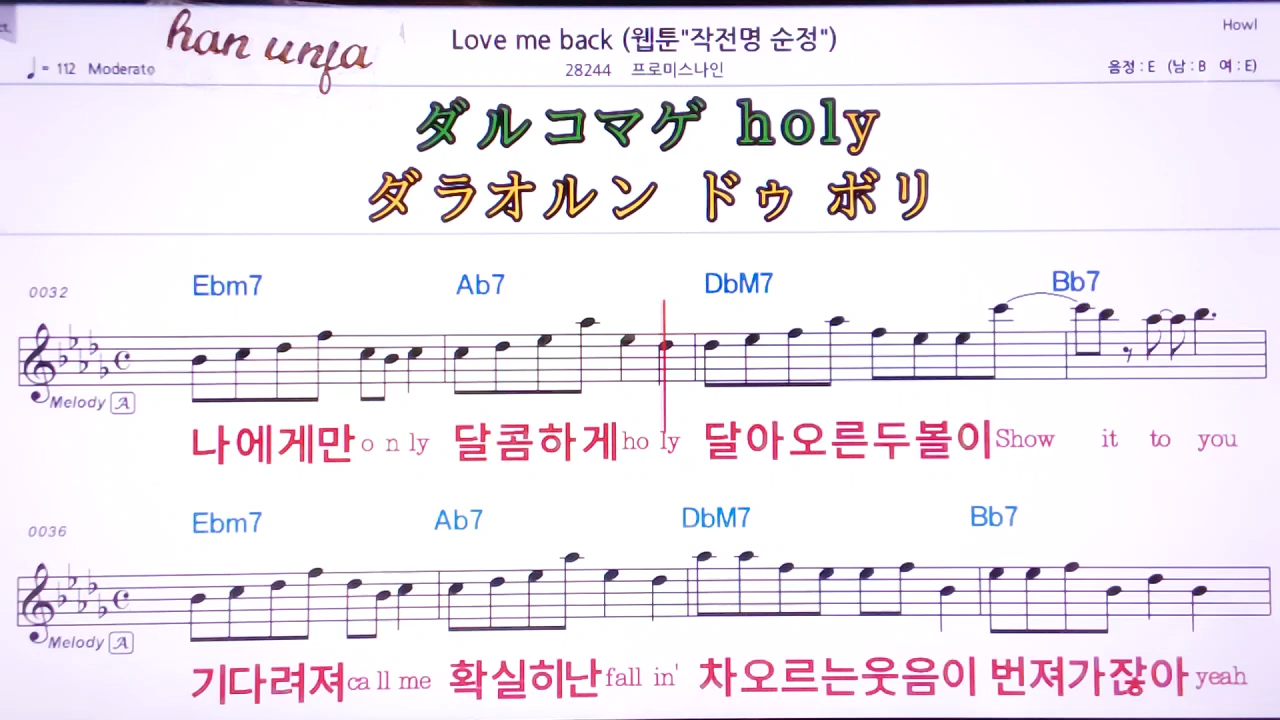 han unfa
Love me back (웹툰"작전명 순정")
Howl
♩= 112 Moderato
28244 프로미스나인
음정 : E (남 : B 여 : E)
ダルコマゲ holy
ダラオルン ドゥ ボリ
0032
Ebm7 Ab7 DbM7 Bb7
Melody A
나에게만 only 달콤하게 holy 달아오른두볼이 Show it to you
0036
Ebm7 Ab7 DbM7 Bb7
Melody A
기다려져 call me 확실히난 fall in' 차오르는웃음이 번져가잖아 yeah